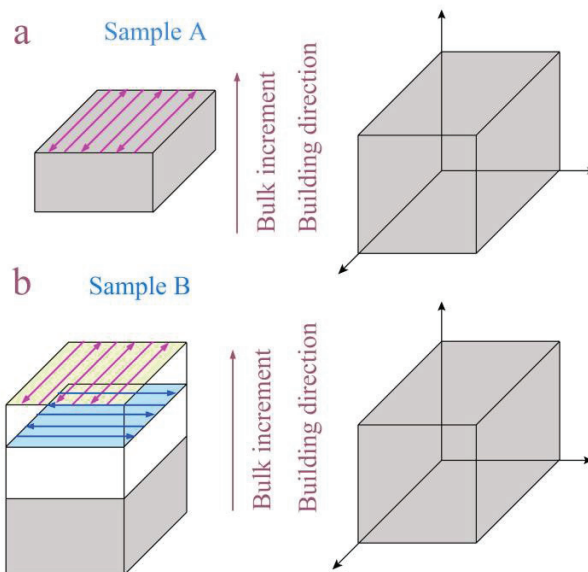 a
Sample A
Bulk increment
Building direction
b
Sample B
Bulk increment
Building direction